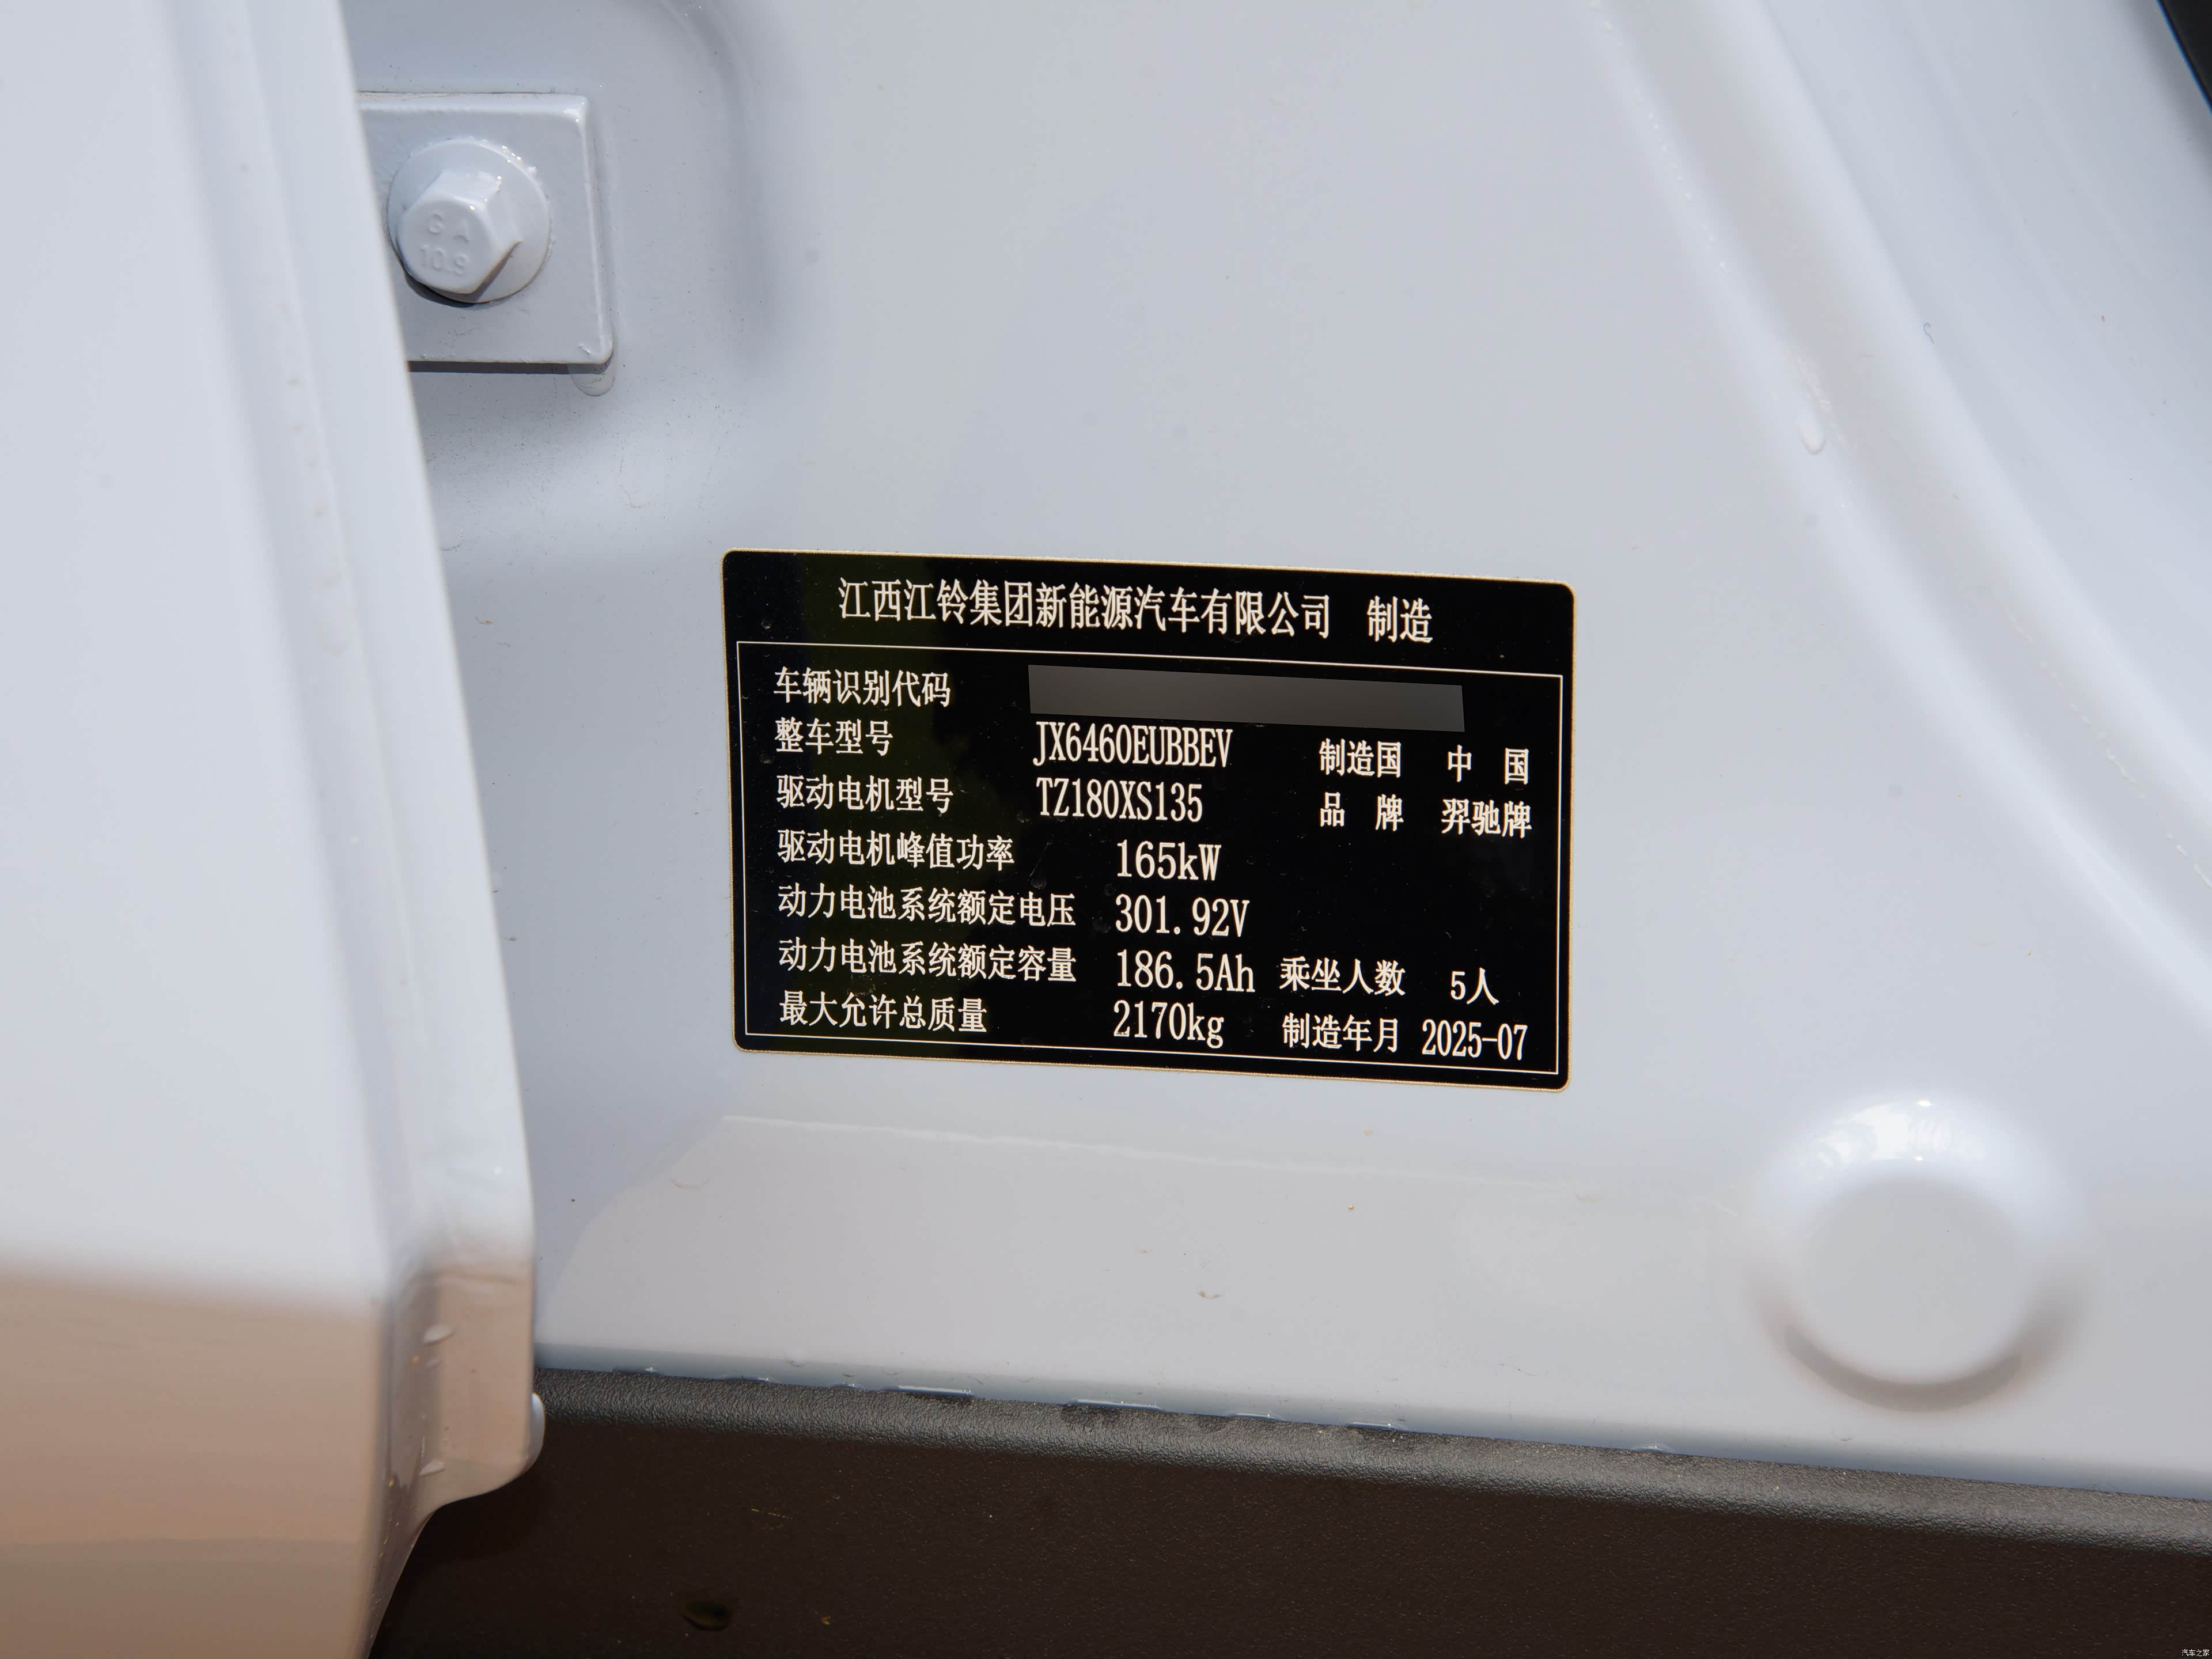 G A
10.9
江西江铃集团新能源汽车有限公司 制造
车辆识别代码
整车型号 JX6460EUBBEV 制造国 中 国
驱动电机型号 TZ180XS135 品 牌 羿驰牌
驱动电机峰值功率 165kW
动力电池系统额定电压 301.92V
动力电池系统额定容量 186.5Ah 乘坐人数 5人
最大允许总质量 2170kg 制造年月 2025-07
汽车之家